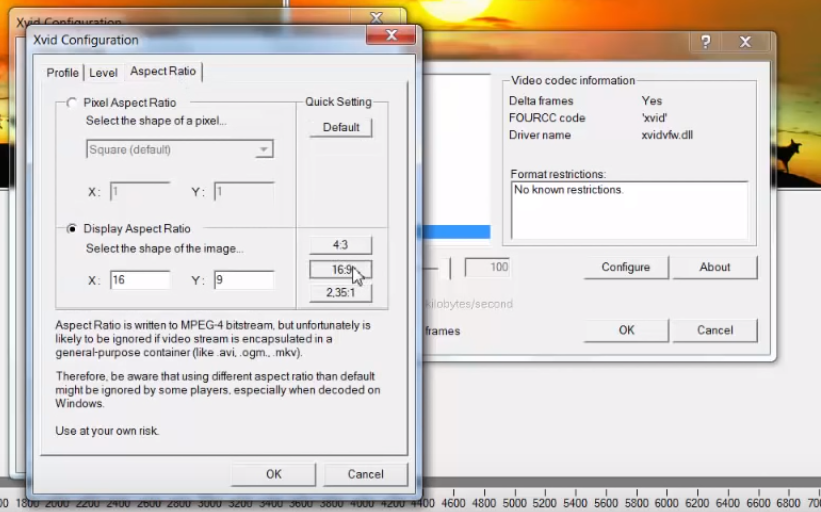 Xvid Configuration
Xvid Configuration
Profile Level Aspect Ratio
Pixel Aspect Ratio
Select the shape of a pixel...
Square (default)
X: 1 Y: 1
Quick Setting
Default
Display Aspect Ratio
Select the shape of the image...
X: 16 Y: 9
4:3
16:9
2,35:1
Aspect Ratio is written to MPEG-4 bitstream, but unfortunately is
likely to be ignored if video stream is encapsulated in a
general-purpose container (like .avi, .ogm., .mkv).
Therefore, be aware that using different aspect ratio than default
might be ignored by some players, especially when decoded on
Windows.
Use at your own risk.
OK Cancel
? X
Video codec information
Delta frames Yes
FOURCC code 'xvid'
Driver name xvidvfw.dll
Format restrictions:
No known restrictions.
100
Configure About
kilobytes/second
frames
OK Cancel
00 1800 2000 2200 2400 2600 2800 3000 3200 3400 3600 3800 4000 4200 4400 4600 4800 5000 5200 5400 5600 5800 6000 6200 6400 6600 6800 70